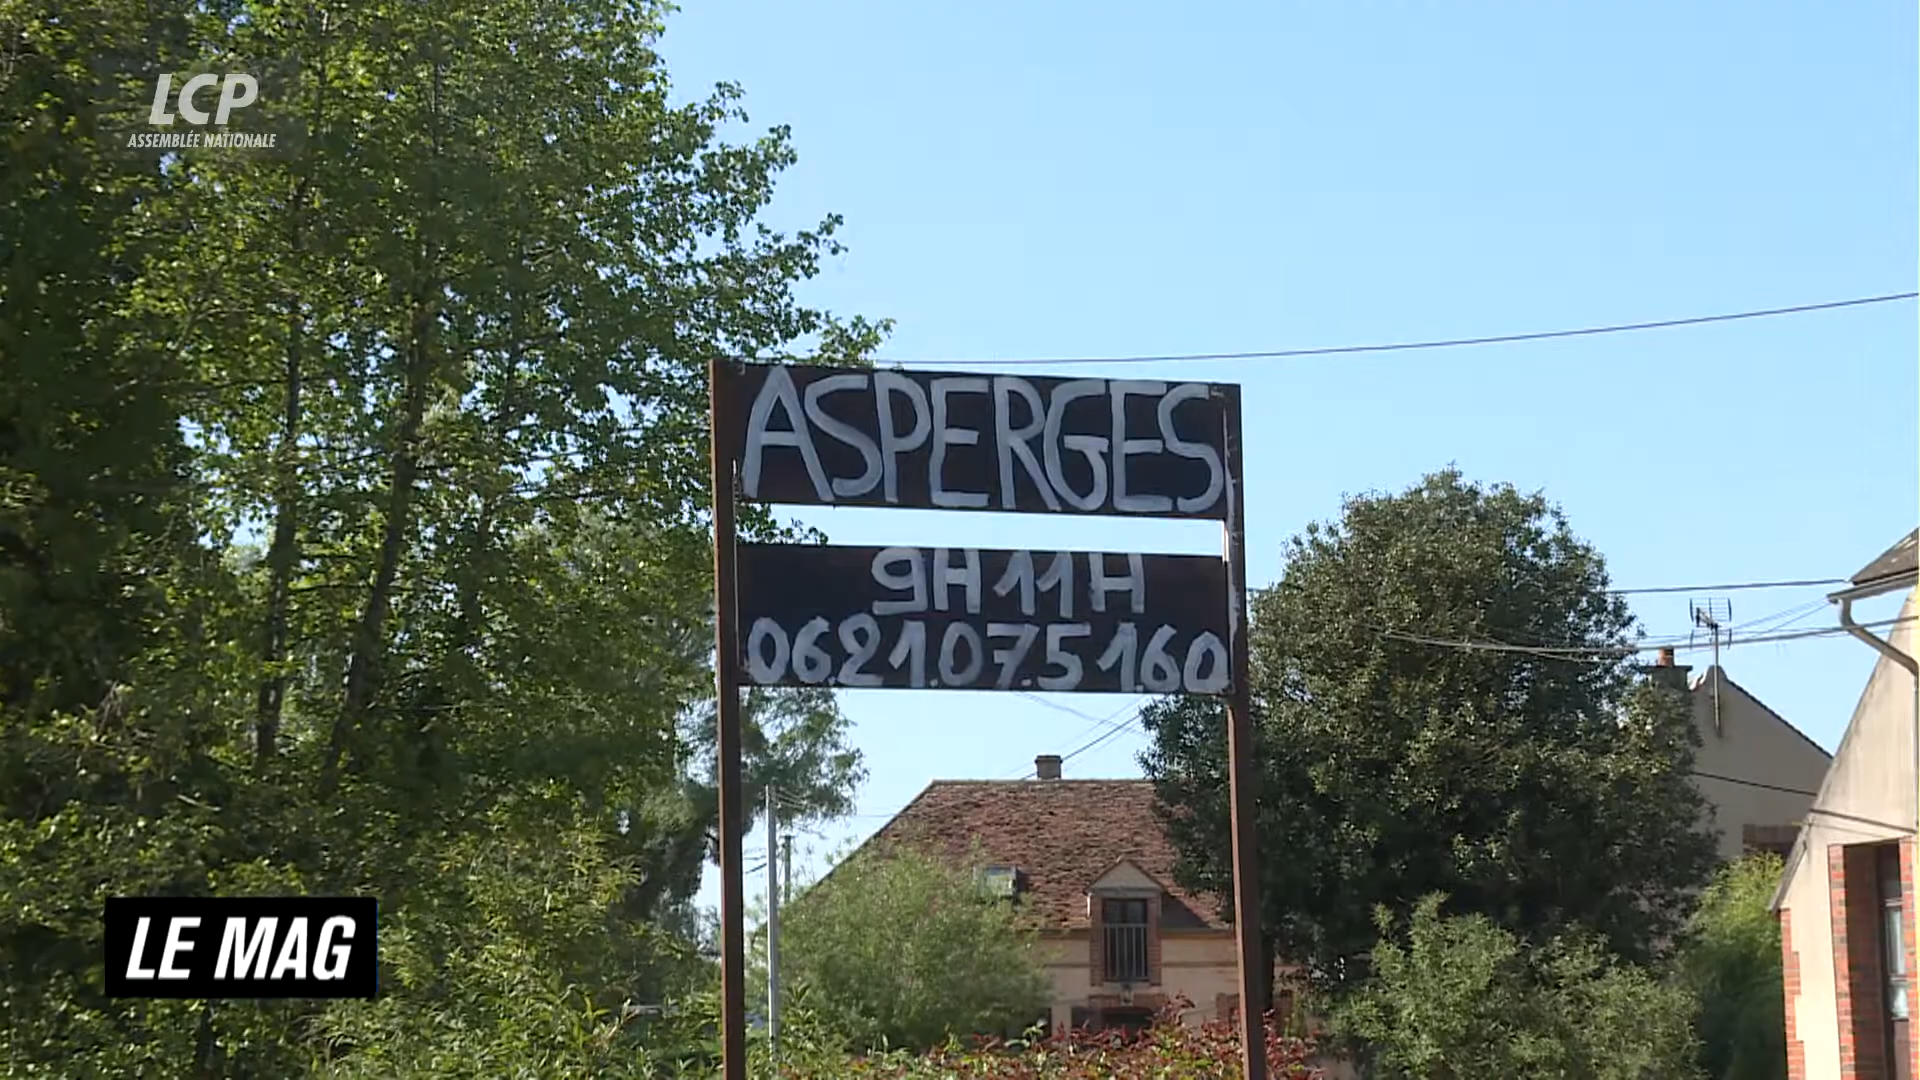 LCP
ASSEMBLÉE NATIONALE
ASPERGES
9H 11H
06.21.07.51.60
LE MAG